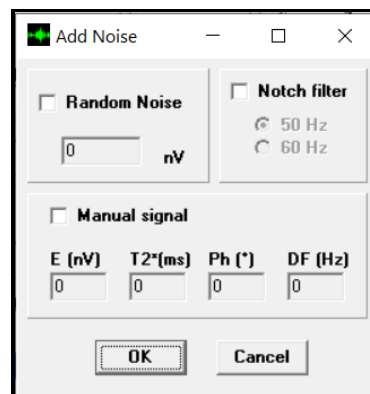 Add Noise
Random Noise
0 nV
Notch filter
50 Hz
60 Hz
Manual signal
E (nV) T2*(ms) Ph (°) DF (Hz)
0 0 0 0
OK Cancel